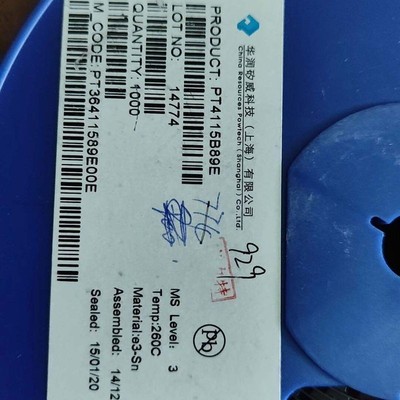 华润矽威科技（上海）有限公司
China Resources Powtech (Shanghai) Co.,Ltd.
PRODUCT: PT4115B89E
LOT NO: 14774
QUANTITY: 1000
M_CODE:PT36411589E00E
776
929
MS Level: 3
Temp:260C
Material:e3-Sn
Assembled: 14/12
Sealed: 15/01/20
Pb